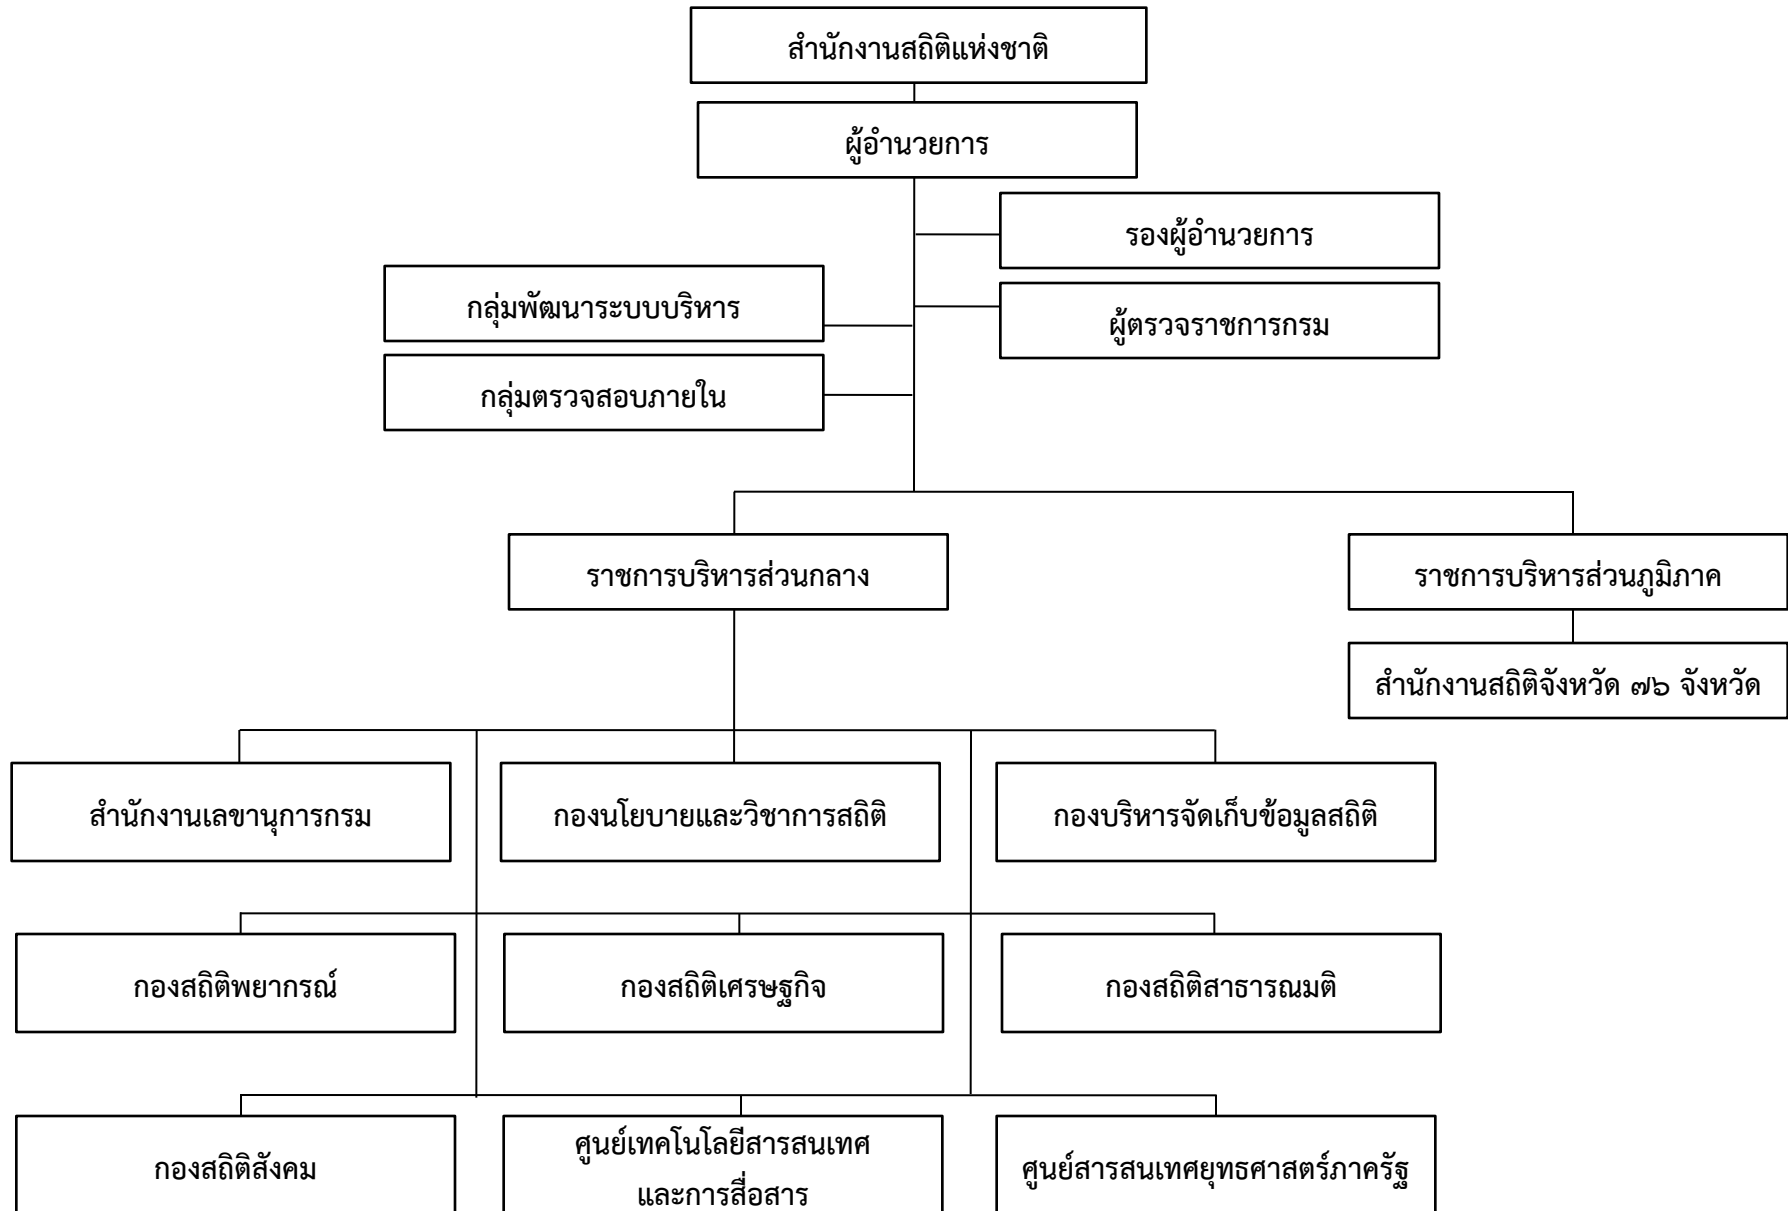 สำนักงานสถิติแห่งชาติ
ผู้อำนวยการ
รองผู้อำนวยการ
กลุ่มพัฒนาระบบบริหาร
ผู้ตรวจราชการกรม
กลุ่มตรวจสอบภายใน
ราชการบริหารส่วนกลาง
ราชการบริหารส่วนภูมิภาค
สำนักงานสถิติจังหวัด ๗๖ จังหวัด
สำนักงานเลขานุการกรม
กองนโยบายและวิชาการสถิติ
กองบริหารจัดเก็บข้อมูลสถิติ
กองสถิติพยากรณ์
กองสถิติเศรษฐกิจ
กองสถิติสาธารณมติ
กองสถิติสังคม
ศูนย์เทคโนโลยีสารสนเทศ
และการสื่อสาร
ศูนย์สารสนเทศยุทธศาสตร์ภาครัฐ